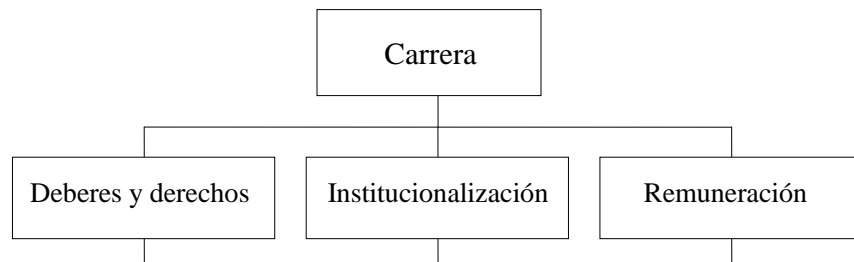 Carrera
Deberes y derechos
Institucionalización
Remuneración